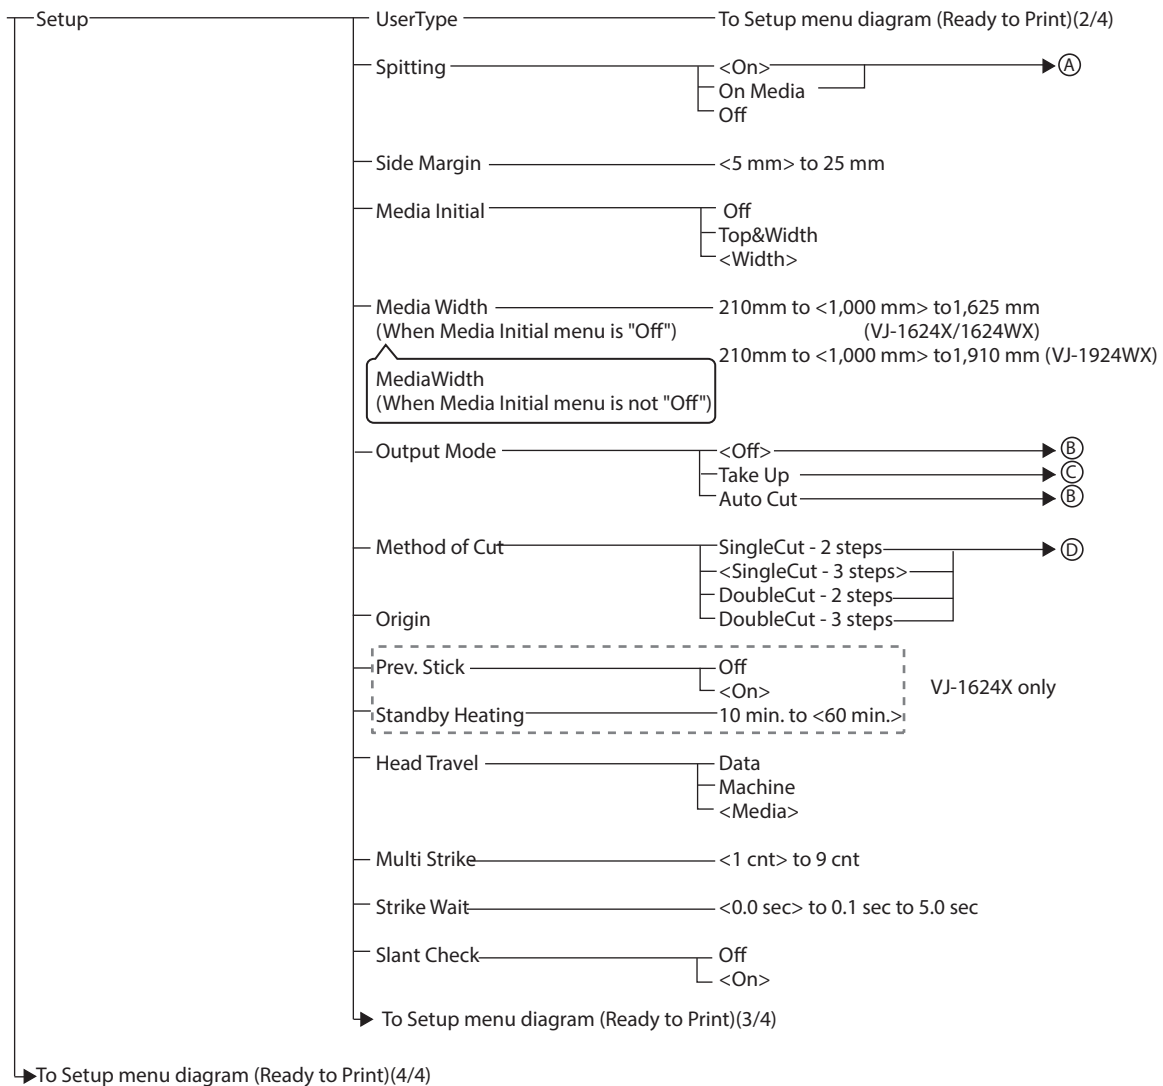 Setup UserType To Setup menu diagram (Ready to Print)(2/4)
Spitting <On> Ⓐ
On Media
Off
Side Margin <5 mm> to 25 mm
Media Initial Off
Top&Width
<Width>
Media Width 210mm to <1,000 mm> to1,625 mm
(When Media Initial menu is "Off") (VJ-1624X/1624WX)
210mm to <1,000 mm> to1,910 mm (VJ-1924WX)
MediaWidth
(When Media Initial menu is not "Off")
Output Mode <Off> Ⓑ
Take Up Ⓒ
Auto Cut Ⓑ
Method of Cut SingleCut - 2 steps Ⓓ
<SingleCut - 3 steps>
DoubleCut - 2 steps
Origin DoubleCut - 3 steps
Prev. Stick Off
<On> VJ-1624X only
Standby Heating 10 min. to <60 min.>
Head Travel Data
Machine
<Media>
Multi Strike <1 cnt> to 9 cnt
Strike Wait <0.0 sec> to 0.1 sec to 5.0 sec
Slant Check Off
<On>
To Setup menu diagram (Ready to Print)(3/4)
To Setup menu diagram (Ready to Print)(4/4)